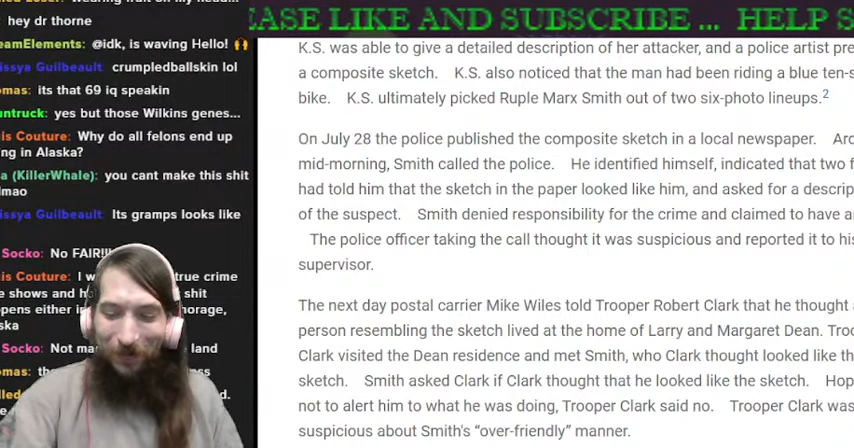 EASE LIKE AND SUBSCRIBE ... HELP S
hey dr thorne
eamElements: @idk, is waving Hello! 🙌
issya Guilbeault: crumpledballskin lol
omas: its that 69 iq speakin
untruck: yes but those Wilkins genes...
is Couture: Why do all felons end up
ng in Alaska?
a (KillerWhale): you cant make this shit
lmao
issya Guilbeault: Its gramps looks like
Socko: No FAIR!!!
is Couture: I w true crime
e shows and h shit
opens either i horage,
ska
Socko: Not ma e land
omas: th
K.S. was able to give a detailed description of her attacker, and a police artist pre
a composite sketch. K.S. also noticed that the man had been riding a blue ten-s
bike. K.S. ultimately picked Ruple Marx Smith out of two six-photo lineups.2
On July 28 the police published the composite sketch in a local newspaper. Aro
mid-morning, Smith called the police. He identified himself, indicated that two f
had told him that the sketch in the paper looked like him, and asked for a descrip
of the suspect. Smith denied responsibility for the crime and claimed to have a
The police officer taking the call thought it was suspicious and reported it to his
supervisor.
The next day postal carrier Mike Wiles told Trooper Robert Clark that he thought a
person resembling the sketch lived at the home of Larry and Margaret Dean. Troo
Clark visited the Dean residence and met Smith, who Clark thought looked like th
sketch. Smith asked Clark if Clark thought that he looked like the sketch. Hop
not to alert him to what he was doing, Trooper Clark said no. Trooper Clark was
suspicious about Smith's “over-friendly” manner.